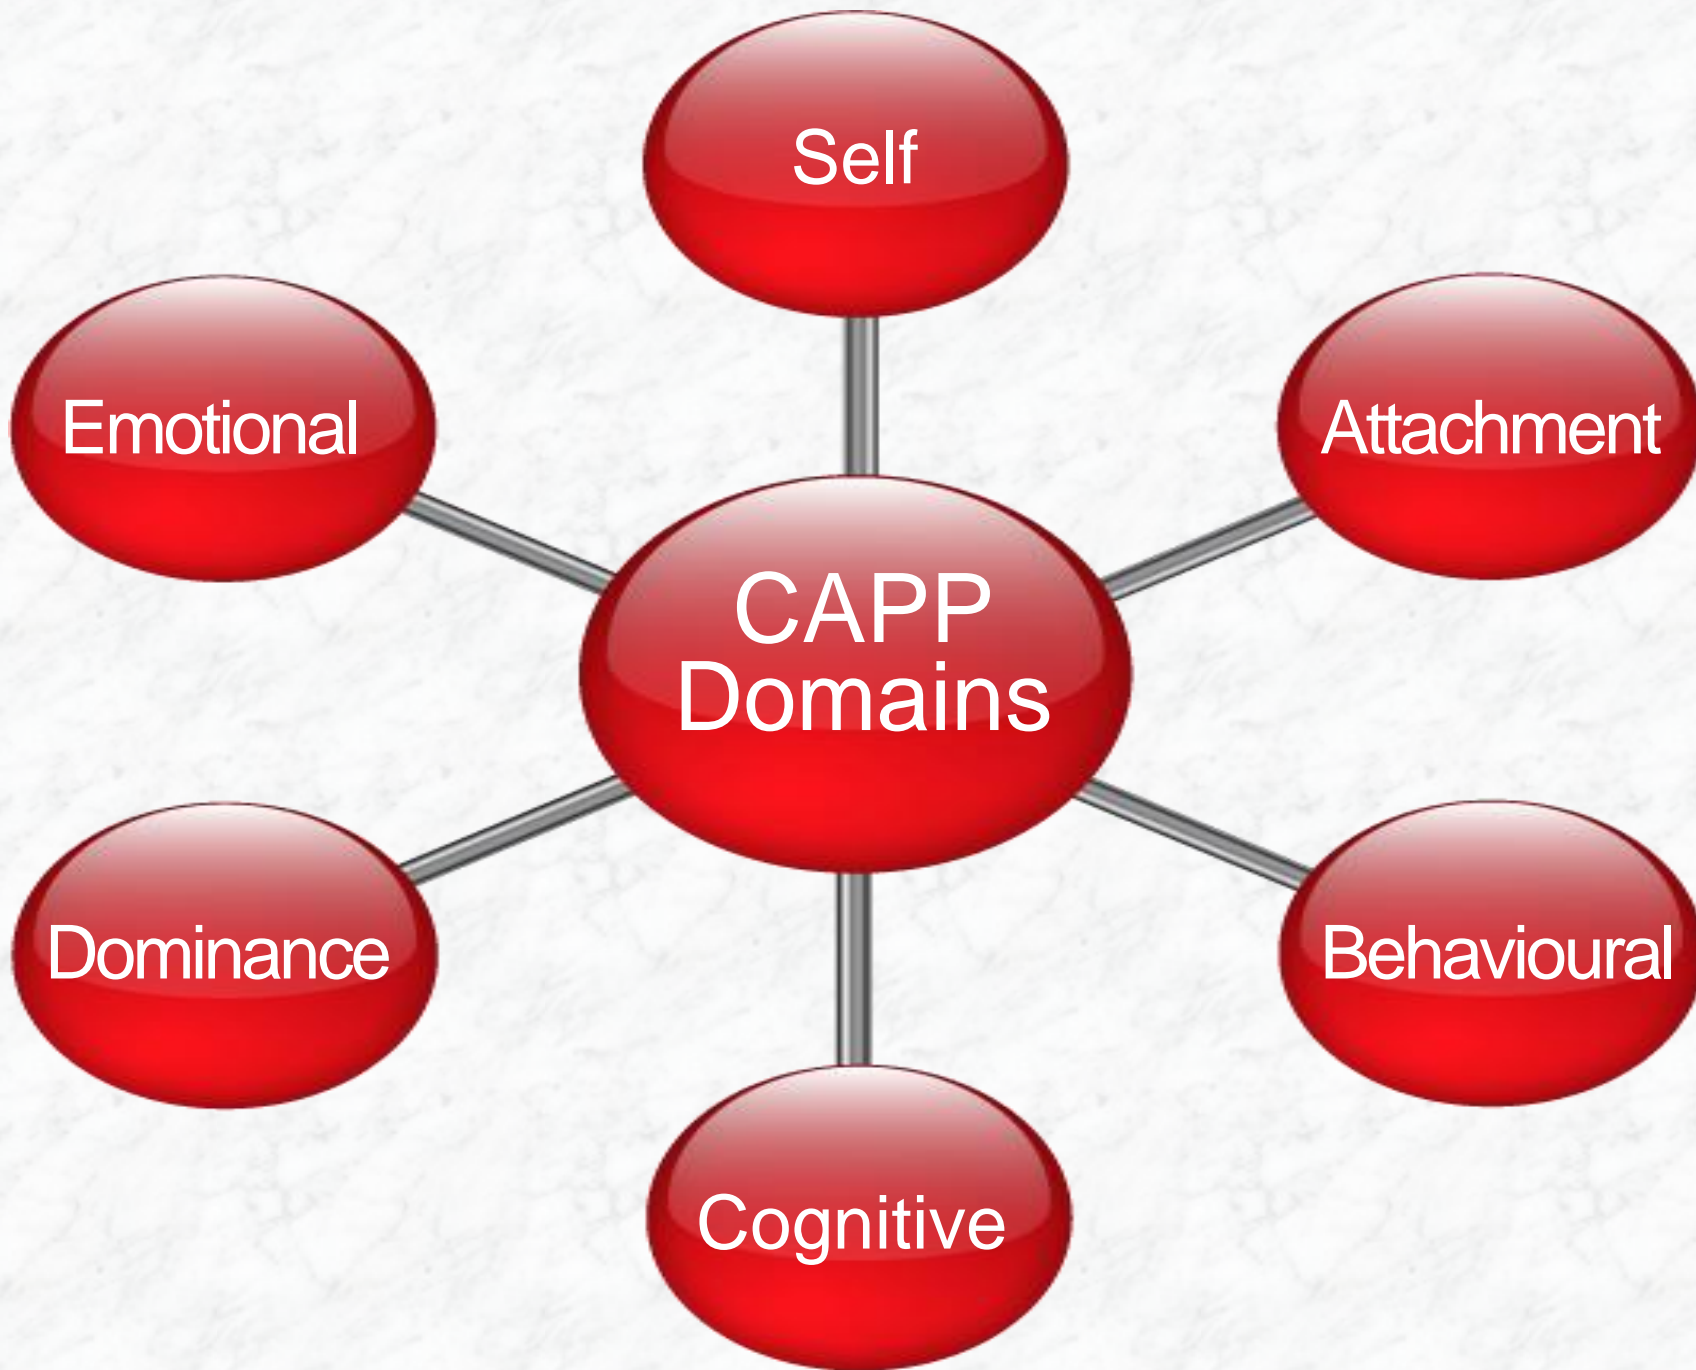 Self
Emotional
Attachment
CAPP
Domains
Dominance
Behavioural
Cognitive